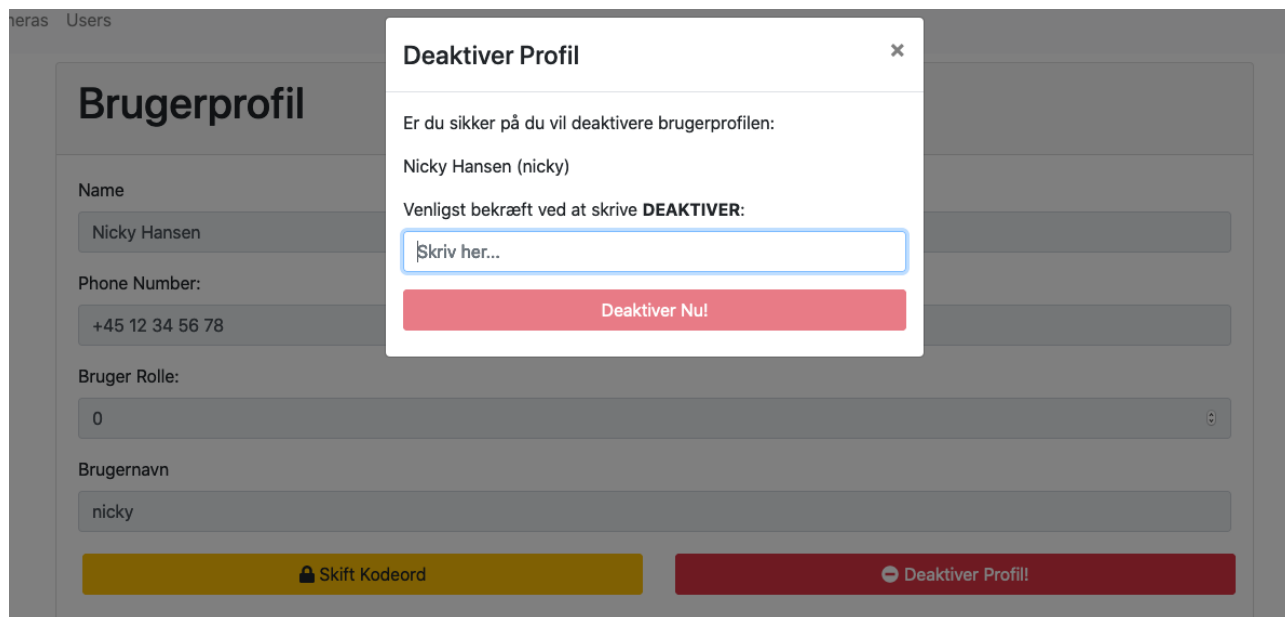 Users
Deaktiver Profil ×
Brugerprofil
Er du sikker på du vil deaktivere brugerprofilen:
Nicky Hansen (nicky)
Venligst bekræft ved at skrive DEAKTIVER:
Skriv her...
Deaktiver Nu!
Name
Nicky Hansen
Phone Number:
+45 12 34 56 78
Bruger Rolle:
0
Brugernavn
nicky
Skift Kodeord
Deaktiver Profil!